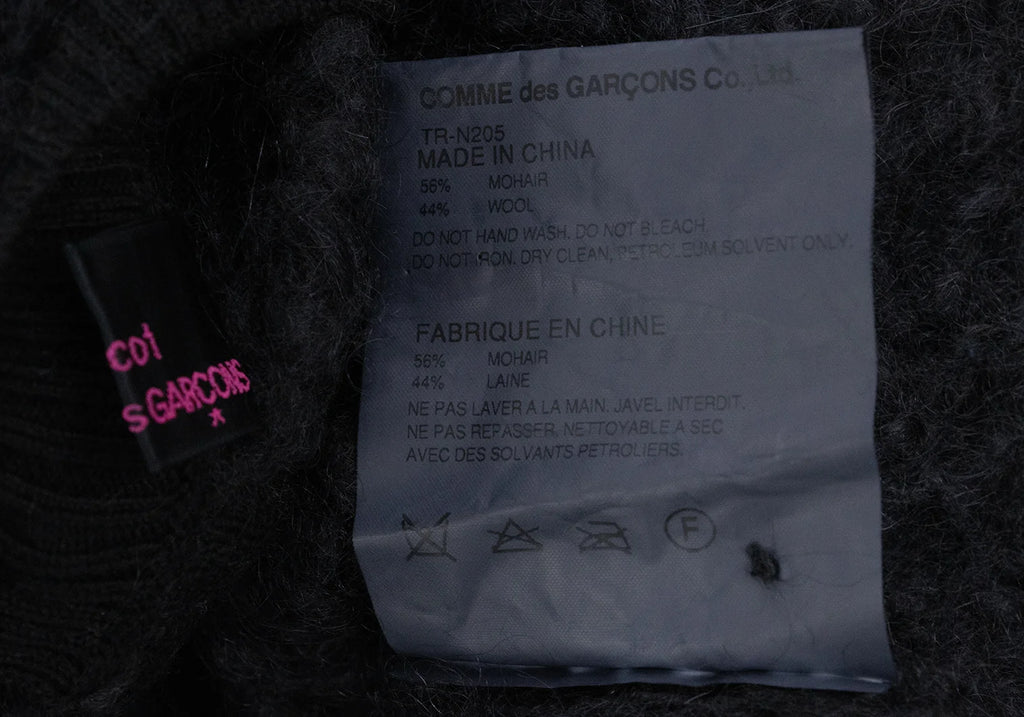 COMME des GARÇONS Co., Ltd.
TR-N205
MADE IN CHINA
56% MOHAIR
44% WOOL
DO NOT HAND WASH. DO NOT BLEACH.
DO NOT IRON. DRY CLEAN, PETROLEUM SOLVENT ONLY.
FABRIQUE EN CHINE
56% MOHAIR
44% LAINE
NE PAS LAVER A LA MAIN. JAVEL INTERDIT.
NE PAS REPASSER. NETTOYABLE A SEC
AVEC DES SOLVANTS PETROLIERS.
F
s GARCONS